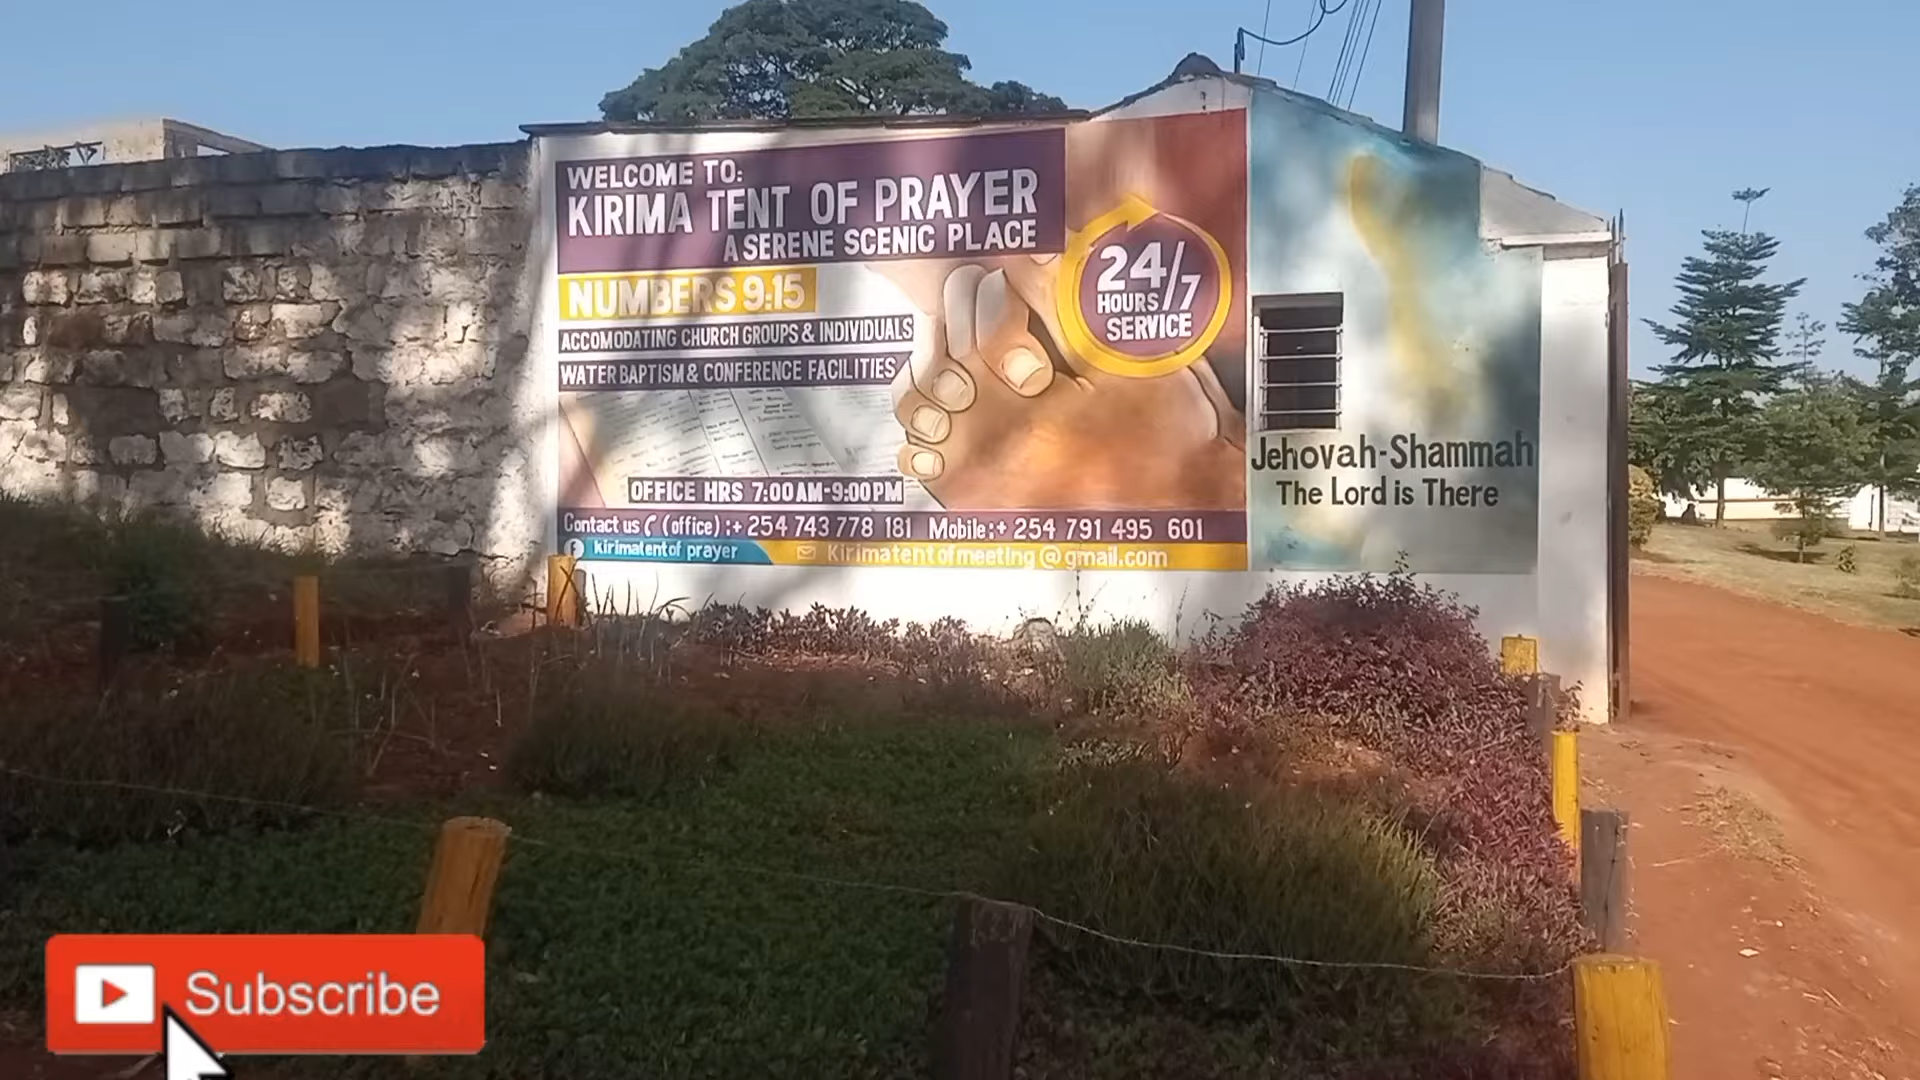 WELCOME TO:
KIRIMA TENT OF PRAYER
A SERENE SCENIC PLACE
NUMBERS 9:15
ACCOMODATING CHURCH GROUPS & INDIVIDUALS
WATER BAPTISM & CONFERENCE FACILITIES
24/7
HOURS
SERVICE
OFFICE HRS 7:00AM-9:00PM
Contact us (office):+ 254 743 778 181 Mobile:+ 254 791 495 601
f kirimatent of prayer Kirimatentofmeeting@gmail.com
Jehovah-Shammah
The Lord is There
Subscribe